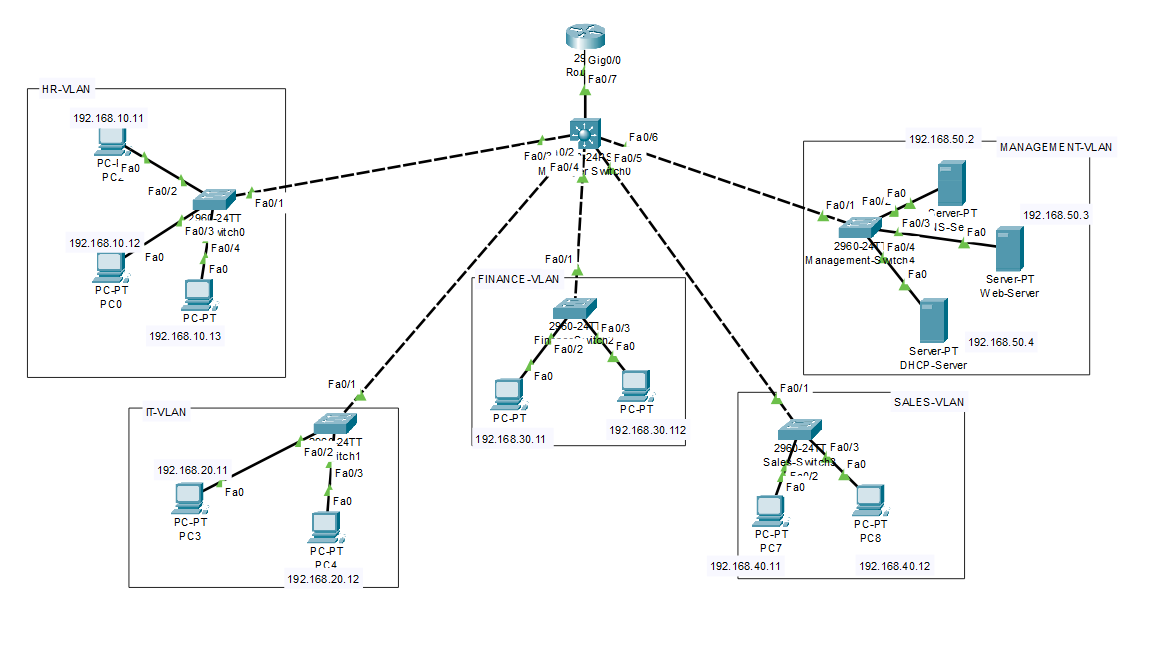 Gig0/0
Fa0/7
HR-VLAN
192.168.10.11
Fa0
Fa0/2
Fa0/1
192.168.10.12
Fa0/3
Fa0/4
Fa0
PC-PT
PC0
Fa0
PC-PT
192.168.10.13
Fa0/6
Fa0/5
Fa0/4
192.168.50.2
MANAGEMENT-VLAN
Fa0/1
Fa0
Fa0/3
Fa0
192.168.50.3
Fa0/4
Management-Switch4
Fa0
Server-PT
Web-Server
192.168.50.4
Server-PT
DHCP-Server
Fa0/1
FINANCE-VLAN
Fa0/3
Fa0/2
Fa0
Fa0
PC-PT
PC-PT
192.168.30.11
192.168.30.112
Fa0/1
IT-VLAN
Fa0/2
192.168.20.11
Fa0
Fa0/3
Fa0
PC-PT
PC3
PC-PT
PC4
192.168.20.12
Fa0/1
SALES-VLAN
Fa0/3
Fa0
Fa0
PC-PT
PC7
PC-PT
PC8
192.168.40.11
192.168.40.12